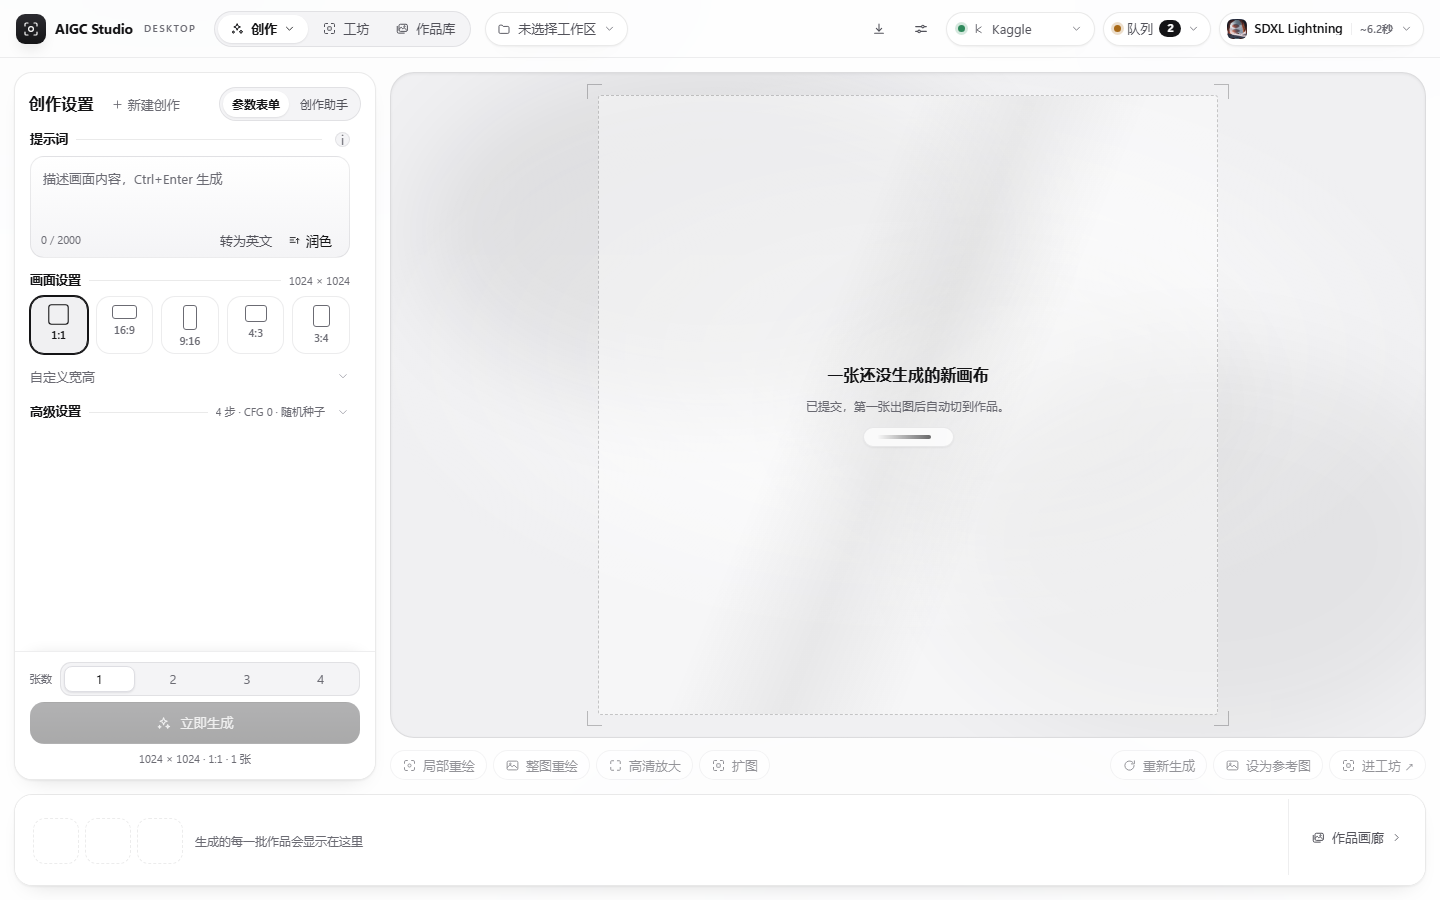 AIGC Studio DESKTOP 创作 工坊 作品库 未选择工作区 Kaggle 队列 2 SDXL Lightning ~6.2秒
创作设置 + 新建创作 参数表单 创作助手
提示词
描述画面内容，Ctrl+Enter 生成
0 / 2000 转为英文 润色
画面设置 1024 × 1024
1:1 16:9 9:16 4:3 3:4
自定义宽高
高级设置 4 步 · CFG 0 · 随机种子
张数 1 2 3 4
立即生成
1024 × 1024 · 1:1 · 1 张
一张还没生成的新画布
已提交，第一张出图后自动切到作品。
局部重绘 整图重绘 高清放大 扩图 重新生成 设为参考图 进工坊 ↗
生成的每一批作品会显示在这里 作品画廊